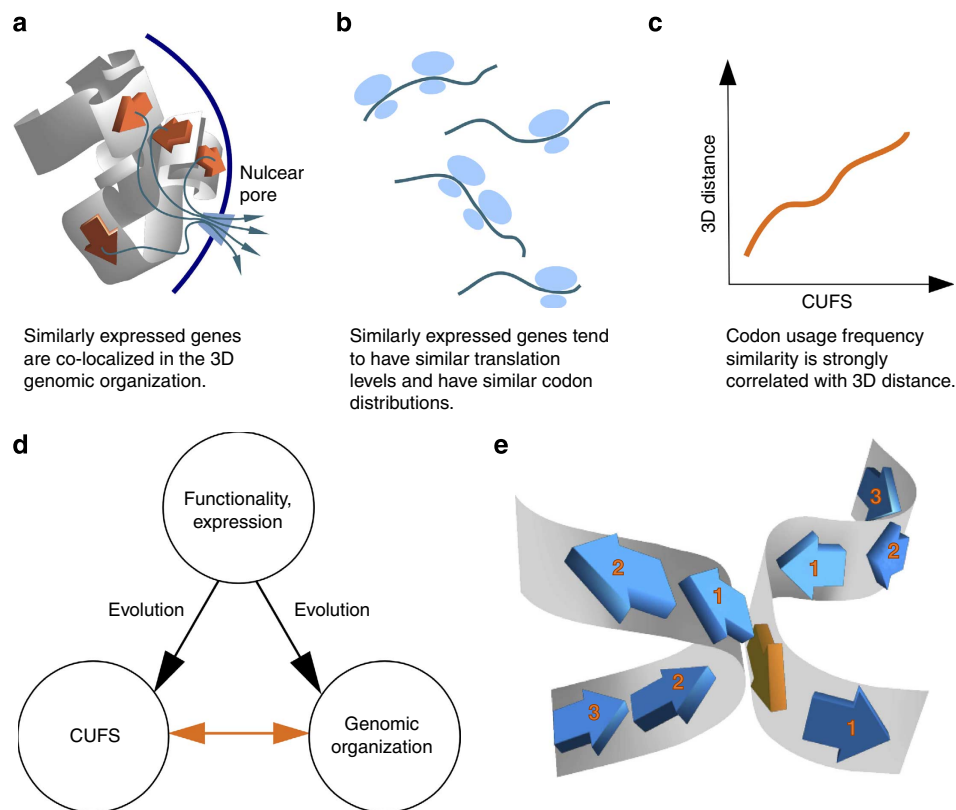 a
Nulcear
pore
Similarly expressed genes
are co-localized in the 3D
genomic organization.
b
Similarly expressed genes tend
to have similar translation
levels and have similar codon
distributions.
c
3D distance
CUFS
Codon usage frequency
similarity is strongly
correlated with 3D distance.
d
Functionality,
expression
Evolution
Evolution
CUFS
Genomic
organization
e
3
2
1
2
1
3
2
1